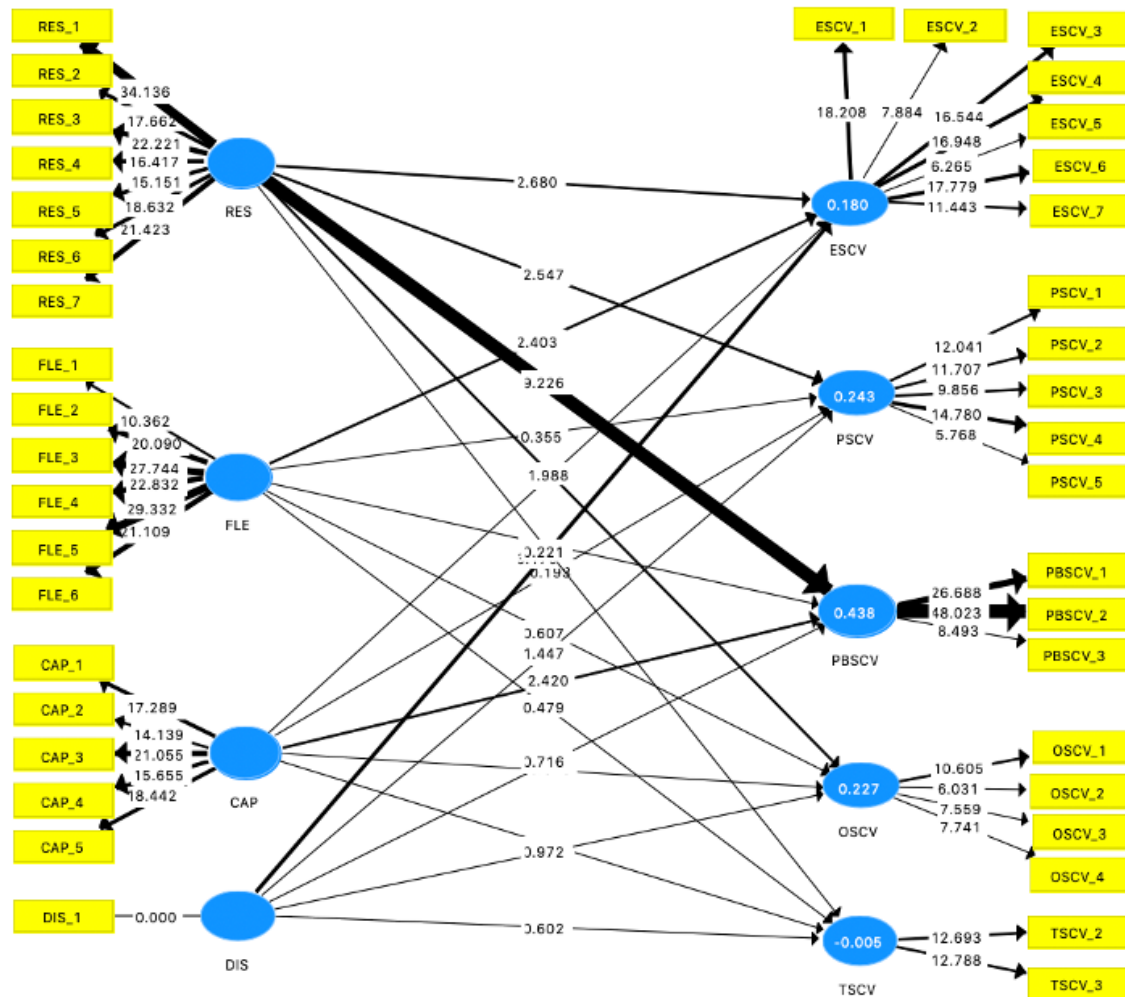 RES_1
RES_2
RES_3
RES_4
RES_5
RES_6
RES_7
34.136
17.662
22.221
16.417
15.151
18.632
21.423
RES
FLE_1
FLE_2
FLE_3
FLE_4
FLE_5
FLE_6
10.362
20.090
27.744
22.832
29.332
21.109
FLE
CAP_1
CAP_2
CAP_3
CAP_4
CAP_5
17.289
14.139
21.055
15.655
18.442
CAP
DIS_1
0.000
DIS
2.680
2.547
2.403
9.226
0.355
1.988
0.221
0.193
0.607
1.447
2.420
0.479
0.716
0.972
0.602
ESCV_1
ESCV_2
ESCV_3
ESCV_4
ESCV_5
ESCV_6
ESCV_7
18.208
7.884
16.544
16.948
6.265
17.779
11.443
0.180
ESCV
PSCV_1
PSCV_2
PSCV_3
PSCV_4
PSCV_5
12.041
11.707
9.856
14.780
5.768
0.243
PSCV
PBSCV_1
PBSCV_2
PBSCV_3
26.688
48.023
8.493
0.438
PBSCV
OSCV_1
OSCV_2
OSCV_3
OSCV_4
10.605
6.031
7.559
7.741
0.227
OSCV
TSCV_2
TSCV_3
12.693
12.788
-0.005
TSCV